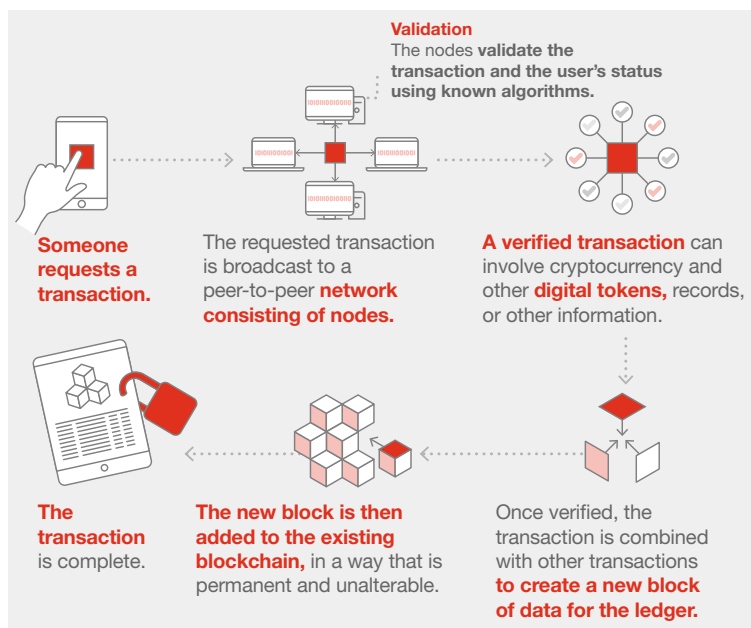 Validation
The nodes validate the
transaction and the user's status
using known algorithms.
IOIOIIOOIOIOOO
IOIOIIOOIOIOOO
IOIOIIOOIOIOOO
IOIOIIOOIOIOOO
Someone
requests a
transaction.
The requested transaction
is broadcast to a
peer-to-peer network
consisting of nodes.
A verified transaction can
involve cryptocurrency and
other digital tokens, records,
or other information.
The
transaction
is complete.
The new block is then
added to the existing
blockchain, in a way that is
permanent and unalterable.
Once verified, the
transaction is combined
with other transactions
to create a new block
of data for the ledger.